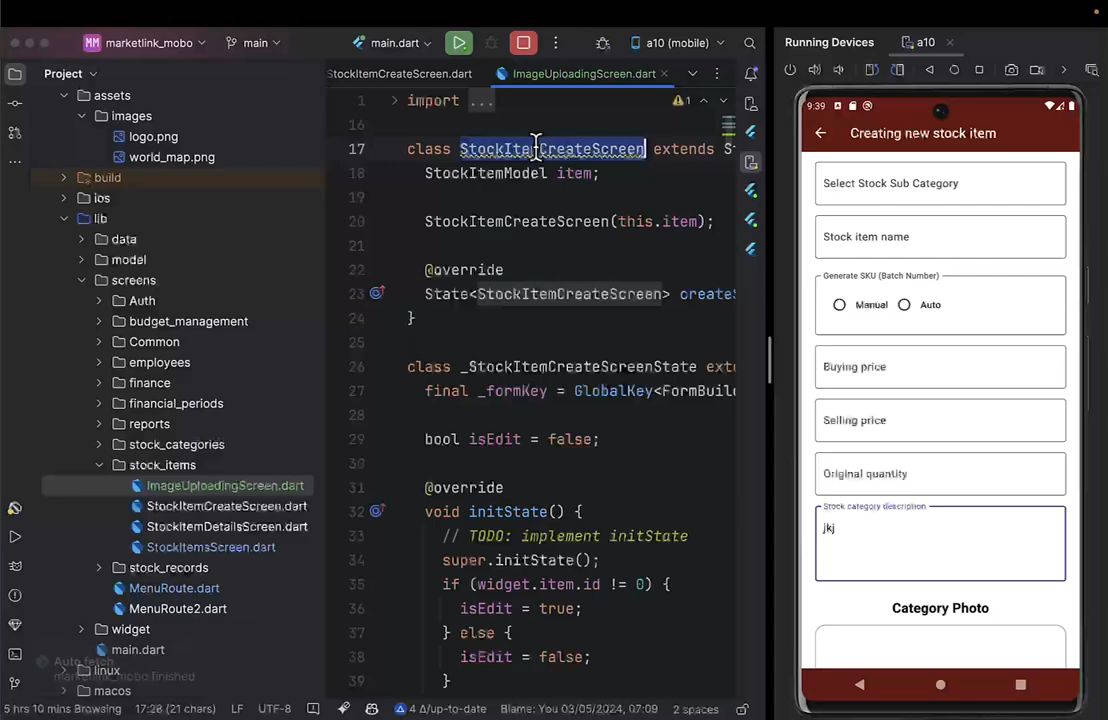 MM marketlink_mobo
main
main.dart
a10 (mobile)
Running Devices
a10
Project
assets
images
logo.png
world_map.png
build
ios
lib
data
model
screens
Auth
budget_management
Common
employees
finance
financial_periods
reports
stock_categories
stock_items
ImageUploadingScreen.dart
StockItemCreateScreen.dart
StockItemDetailsScreen.dart
StockItemsScreen.dart
stock_records
MenuRoute.dart
MenuRoute2.dart
widget
main.dart
linux
macos
Auto fetch
marketlink_mobo finished
StockItemCreateScreen.dart
ImageUploadingScreen.dart
1 import ...
1
16
17 class StockItemCreateScreen extends St
18 StockItemModel item;
19
20 StockItemCreateScreen(this.item);
21
22 @override
23 State<StockItemCreateScreen> createS
24 }
25
26 class _StockItemCreateScreenState exte
27 final _formKey = GlobalKey<FormBuild
28
29 bool isEdit = false;
30
31 @override
32 void initState() {
33 // TODO: implement initState
34 super.initState();
35 if (widget.item.id != 0) {
36 isEdit = true;
37 } else {
38 isEdit = false;
39 }
9:39
Creating new stock item
Select Stock Sub Category
Stock item name
Generate SKU (Batch Number)
Manual
Auto
Buying price
Selling price
Original quantity
Stock category description
jkj
Category Photo
5 hrs 10 mins Browsing
17:28 (21 chars)
LF
UTF-8
4 Δ/up-to-date
Blame: You 03/05/2024, 07:09
2 spaces